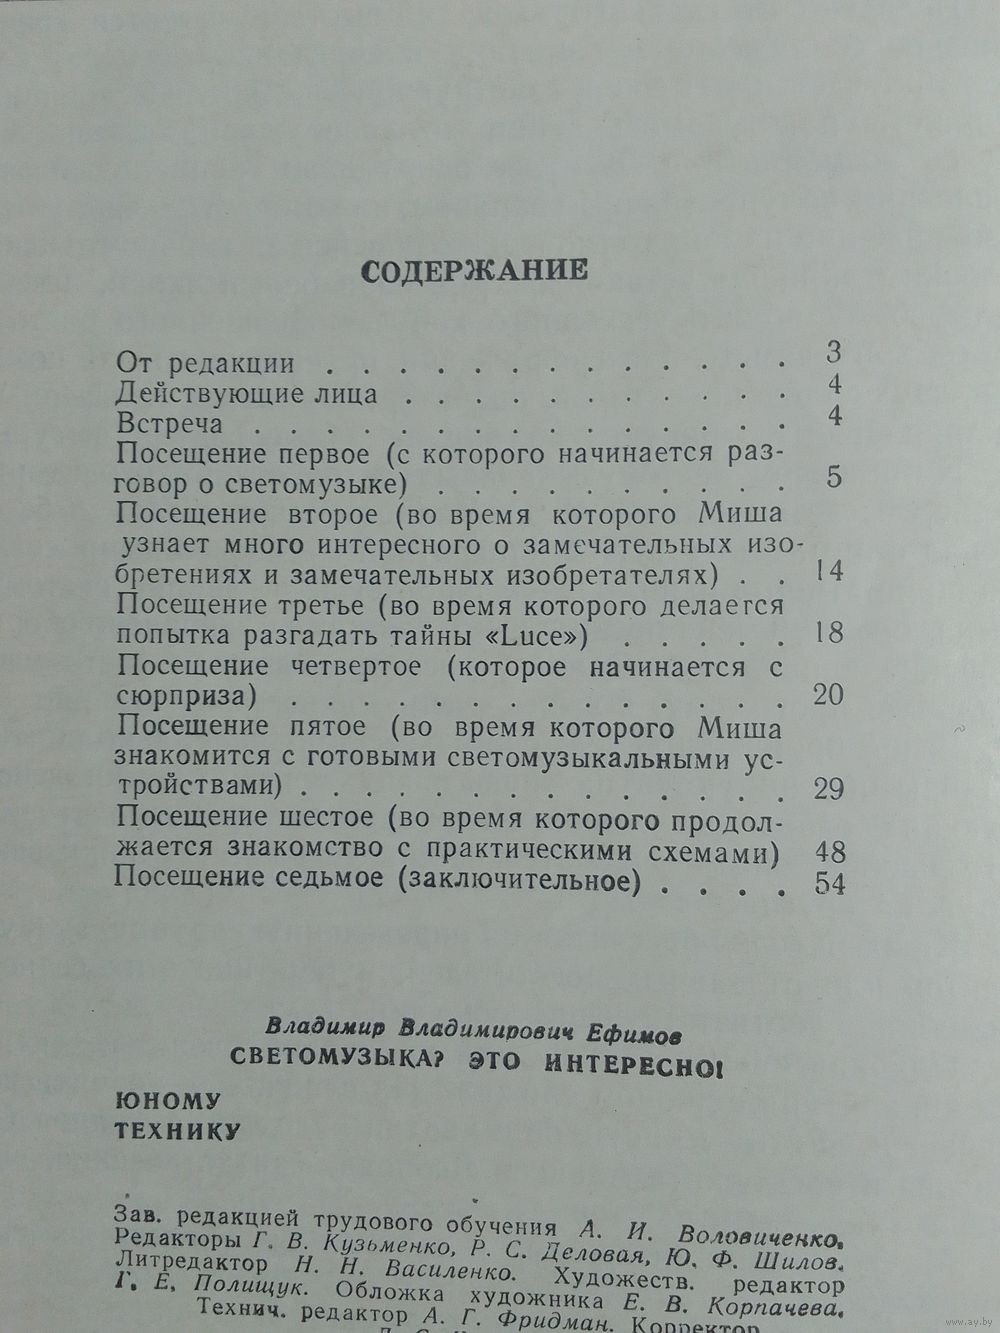 СОДЕРЖАНИЕ
От редакции . . . . . . . . . . . . . 3
Действующие лица . . . . . . . . . . . 4
Встреча . . . . . . . . . . . . . . . 4
Посещение первое (с которого начинается раз-
говор о светомузыке) . . . . . . . . . . 5
Посещение второе (во время которого Миша
узнает много интересного о замечательных изо-
бретениях и замечательных изобретателях) . . 14
Посещение третье (во время которого делается
попытка разгадать тайны «Luce») . . . . . 18
Посещение четвертое (которое начинается с
сюрприза) . . . . . . . . . . . . . . 20
Посещение пятое (во время которого Миша
знакомится с готовыми светомузыкальными ус-
тройствами) . . . . . . . . . . . . . . 29
Посещение шестое (во время которого продол-
жается знакомство с практическими схемами) 48
Посещение седьмое (заключительное) . . . . 54
Владимир Владимирович Ефимов
СВЕТОМУЗЫКА? ЭТО ИНТЕРЕСНО!
ЮНОМУ
ТЕХНИКУ
Зав. редакцией трудового обучения А. И. Воловиченко.
Редакторы Г. В. Кузьменко, Р. С. Деловая, Ю. Ф. Шилов.
Литредактор Н. Н. Василенко. Художеств. редактор
Г. Е. Полищук. Обложка художника Е. В. Корпачева.
Технич. редактор А. Г. Фридман. Корректор
www.ay.by